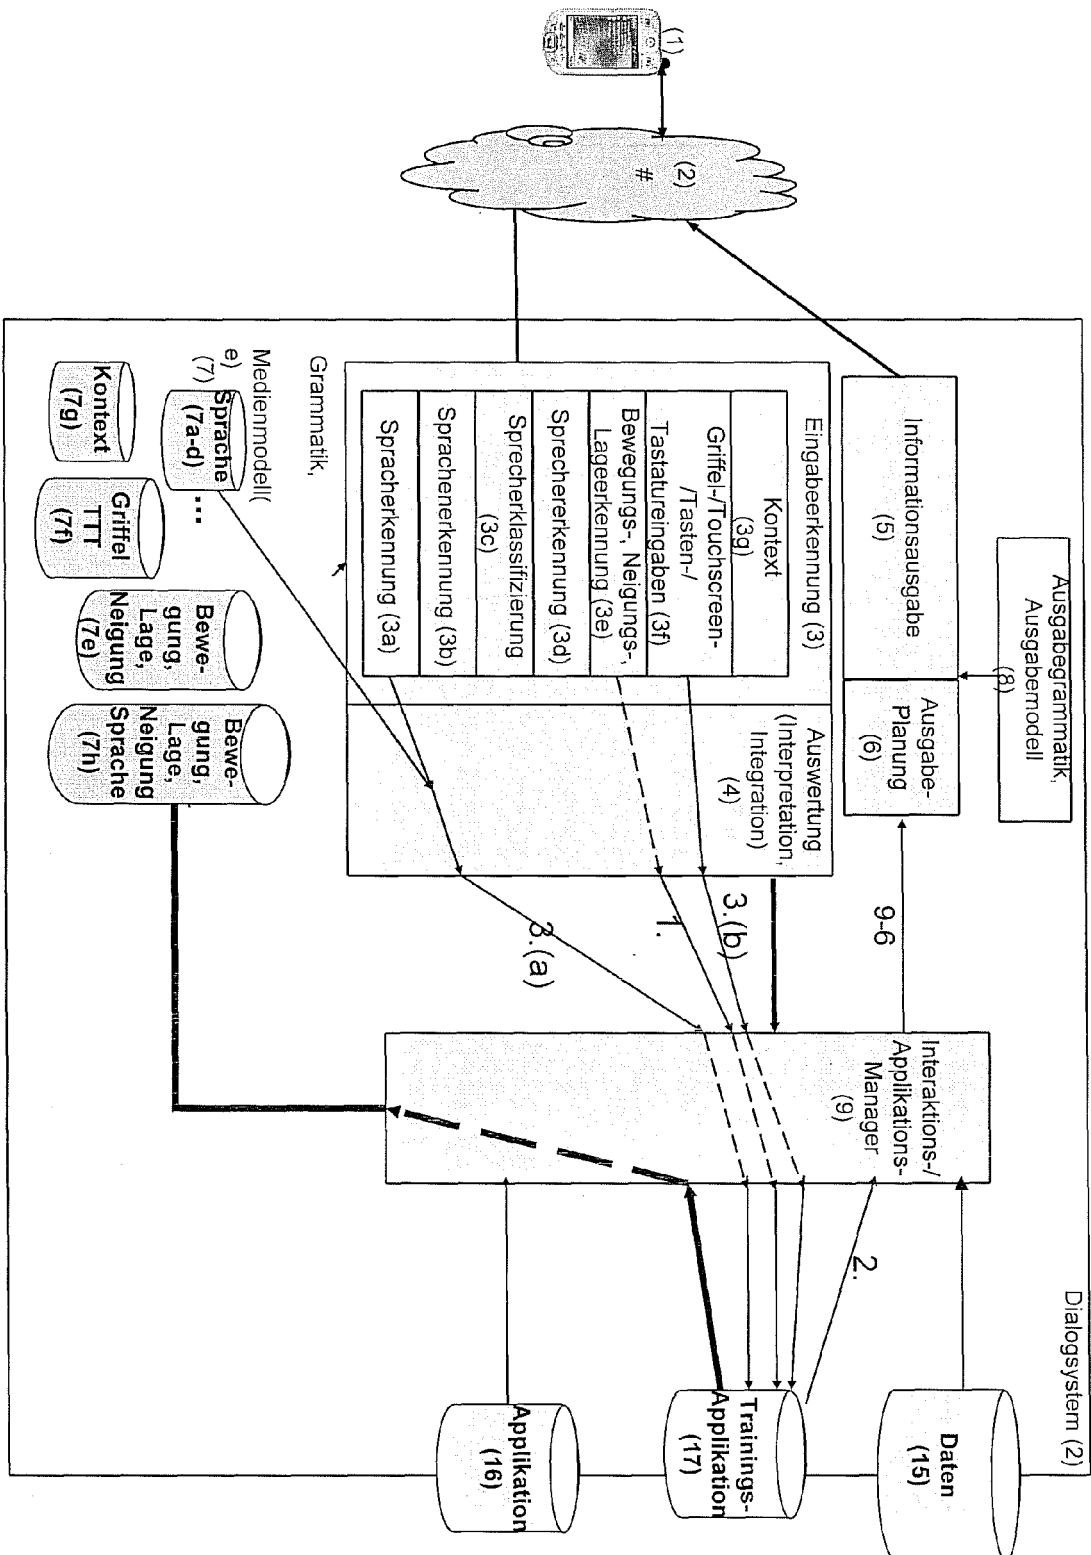 Dialogsystem (2)
(1)
(2)
#
Ausgabegrammatik,
Ausgabemodell
(8)
Informationsausgabe
(5)
Ausgabe-
Planung
(6)
9-6
Eingabeerkennung (3)
Kontext
(3g)
Griffel-/Touchscreen-
/Tasten-/
Tastatureingaben (3f)
Bewegungs-, Neigungs-,
Lageerkennung (3e)
Sprechererkennung (3d)
Sprecherklassifizierung
(3c)
Sprachenerkennung (3b)
Spracherkennung (3a)
Auswertung
(Interpretation,
Integration)
(4)
3.(b)
1.
3.(a)
Interaktions-/
Applikations-
Manager
(9)
2.
Daten
(15)
Trainings-
Applikation
(17)
Applikation
(16)
Grammatik,
Medienmodell(
e)
(7)
Sprache
(7a-d)
...
Kontext
(7g)
Griffel
TTT
(7f)
Bewe-
gung,
Lage,
Neigung
(7e)
Bewe-
gung,
Lage,
Neigung
Sprache
(7h)